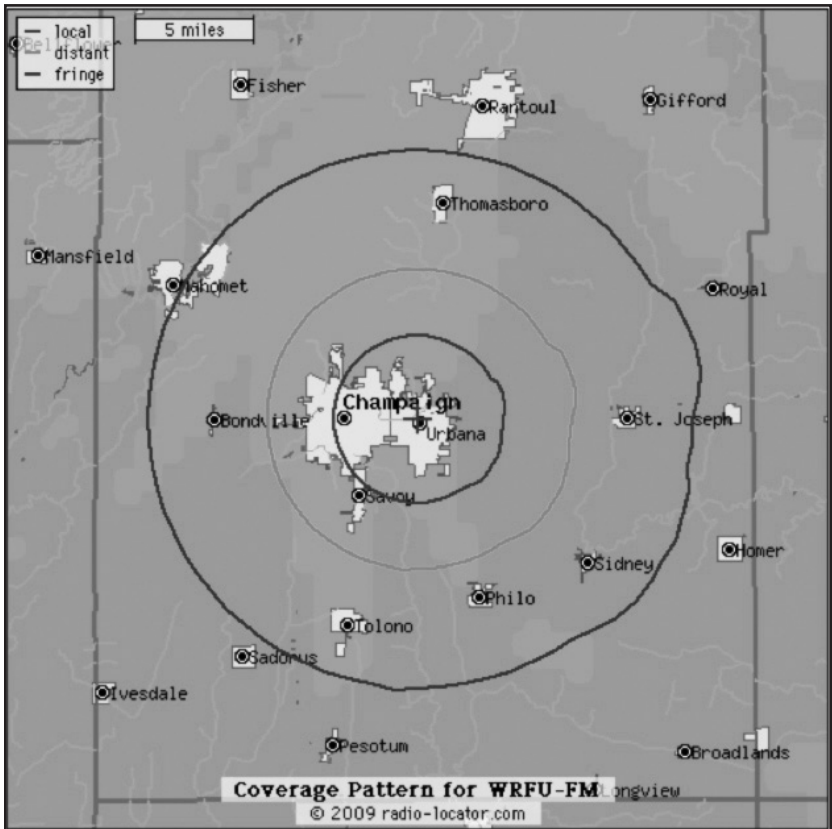 5 miles
Bellflower
local
distant
fringe
Fisher
Rantoul
Gifford
Thomasboro
Mansfield
Mahomet
Royal
Champaign
Bondville
Urbana
St. Joseph
Savoy
Homer
Sidney
Philo
Tolono
Sadorus
Ivesdale
Pesotum
Broadlands
Longview
Coverage Pattern for WRFU-FM
© 2009 radio-locator.com